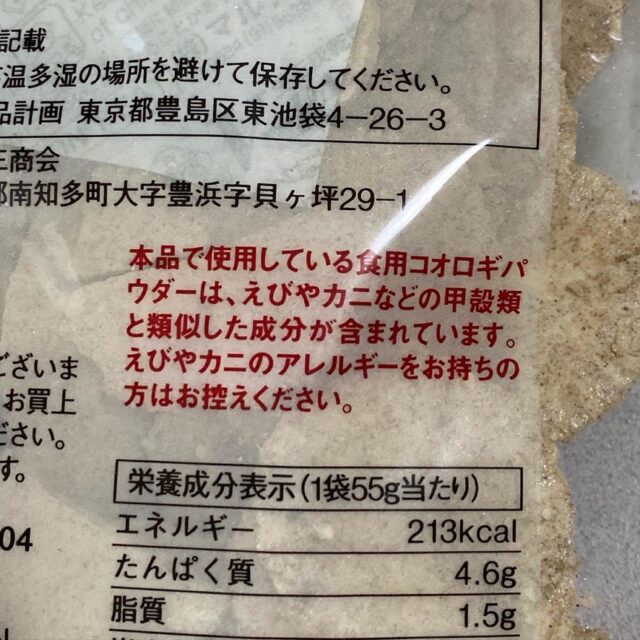 記載
温多湿の場所を避けて保存してください。
品計画 東京都豊島区東池袋4-26-3
商会
郡南知多町大字豊浜字貝ヶ坪29-1
本品で使用している食用コオロギパ
ウダーは、えびやカニなどの甲殻類
と類似した成分が含まれています。
えびやカニのアレルギーをお持ちの
方はお控えください。
ございま
お買上
ださい。
す。
04
栄養成分表示(1袋55g当たり)
エネルギー 213kcal
たんぱく質 4.6g
脂質 1.5g